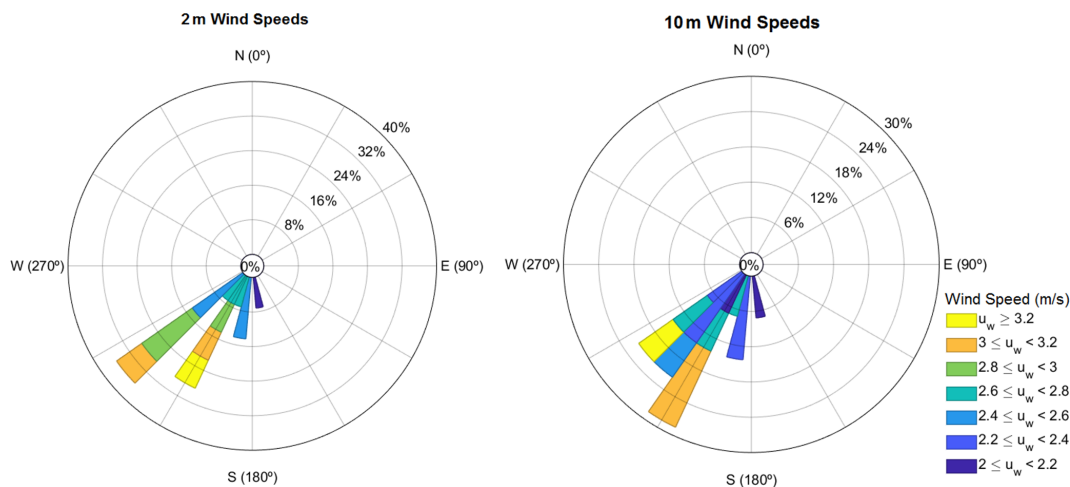 2 m Wind Speeds
N (0º)
40%
32%
24%
16%
8%
0%
W (270º)
E (90º)
S (180º)
10 m Wind Speeds
N (0º)
30%
24%
18%
12%
6%
0%
W (270º)
E (90º)
S (180º)
Wind Speed (m/s)
u_w ≥ 3.2
3 ≤ u_w < 3.2
2.8 ≤ u_w < 3
2.6 ≤ u_w < 2.8
2.4 ≤ u_w < 2.6
2.2 ≤ u_w < 2.4
2 ≤ u_w < 2.2